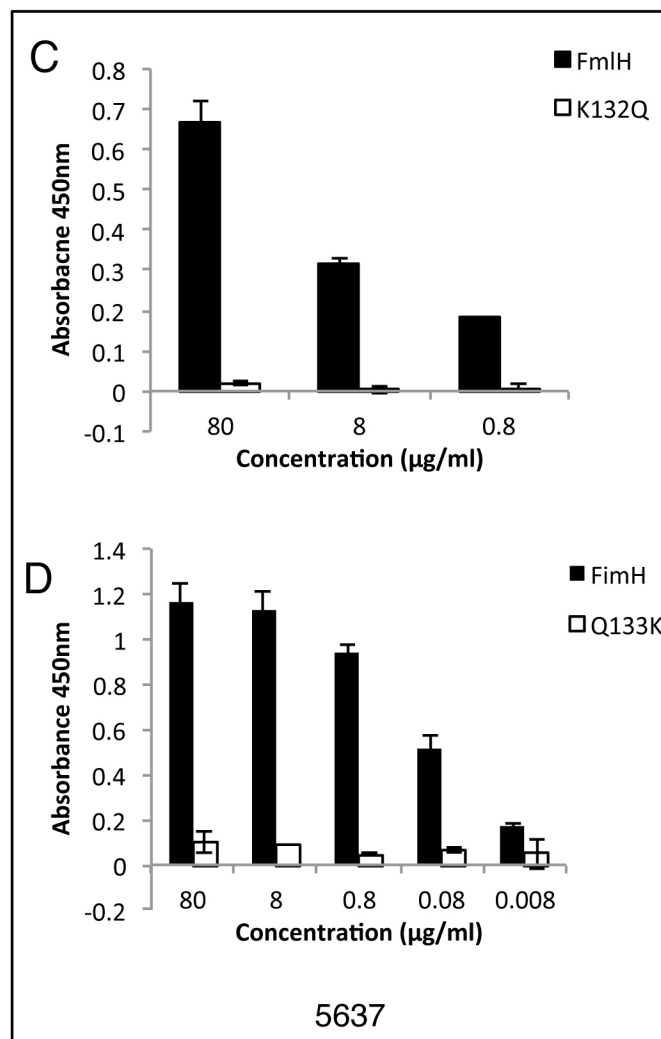 C
FmlH
K132Q
0.8
0.7
0.6
0.5
0.4
0.3
0.2
0.1
0
-0.1
Absorbacne 450nm
80 8 0.8
Concentration (µg/ml)
D
FimH
Q133K
1.4
1.2
1
0.8
0.6
0.4
0.2
0
-0.2
Absorbance 450nm
80 8 0.8 0.08 0.008
Concentration (µg/ml)
5637